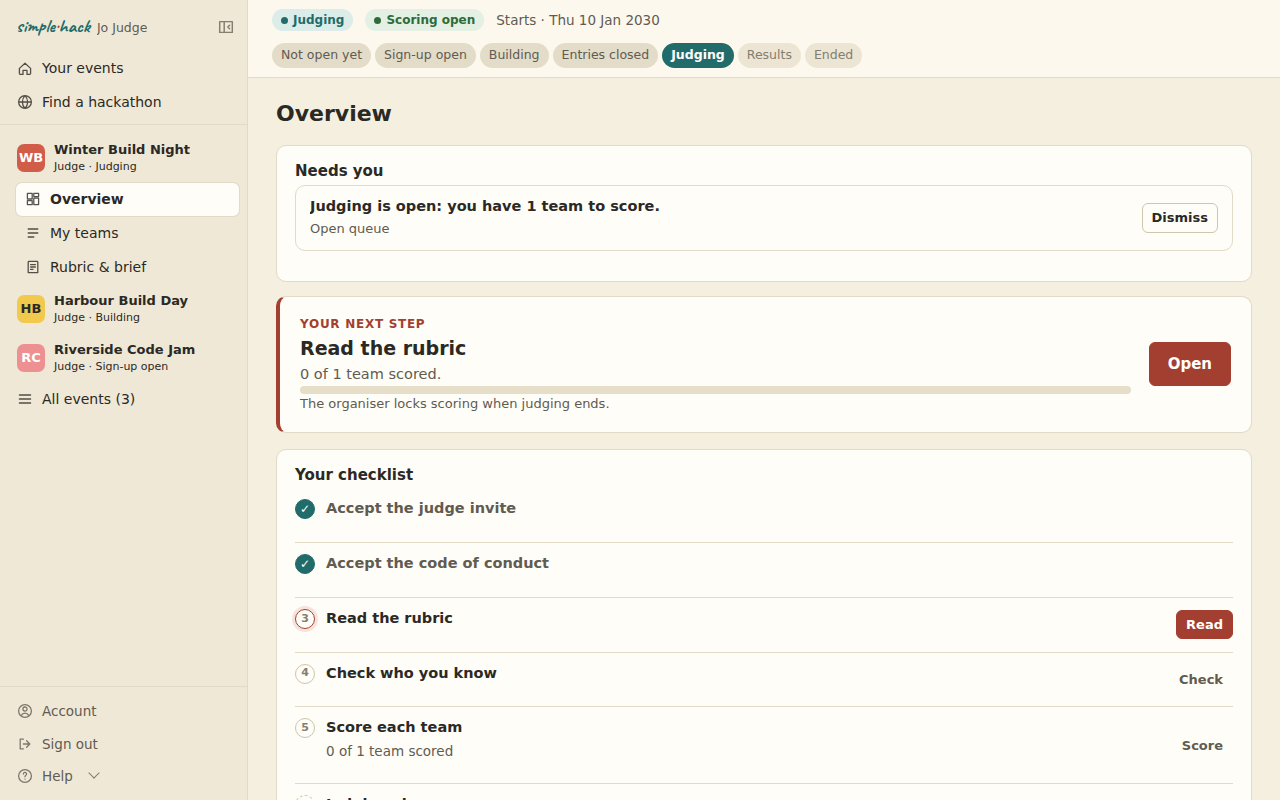 simple·hack Jo Judge
Your events
Find a hackathon
WB Winter Build Night
Judge · Judging
Overview
My teams
Rubric & brief
HB Harbour Build Day
Judge · Building
RC Riverside Code Jam
Judge · Sign-up open
All events (3)
Account
Sign out
Help
Judging Scoring open Starts · Thu 10 Jan 2030
Not open yet Sign-up open Building Entries closed Judging Results Ended
Overview
Needs you
Judging is open: you have 1 team to score.
Open queue
Dismiss
YOUR NEXT STEP
Read the rubric
0 of 1 team scored.
The organiser locks scoring when judging ends.
Open
Your checklist
Accept the judge invite
Accept the code of conduct
3 Read the rubric
Read
4 Check who you know
Check
5 Score each team
0 of 1 team scored
Score